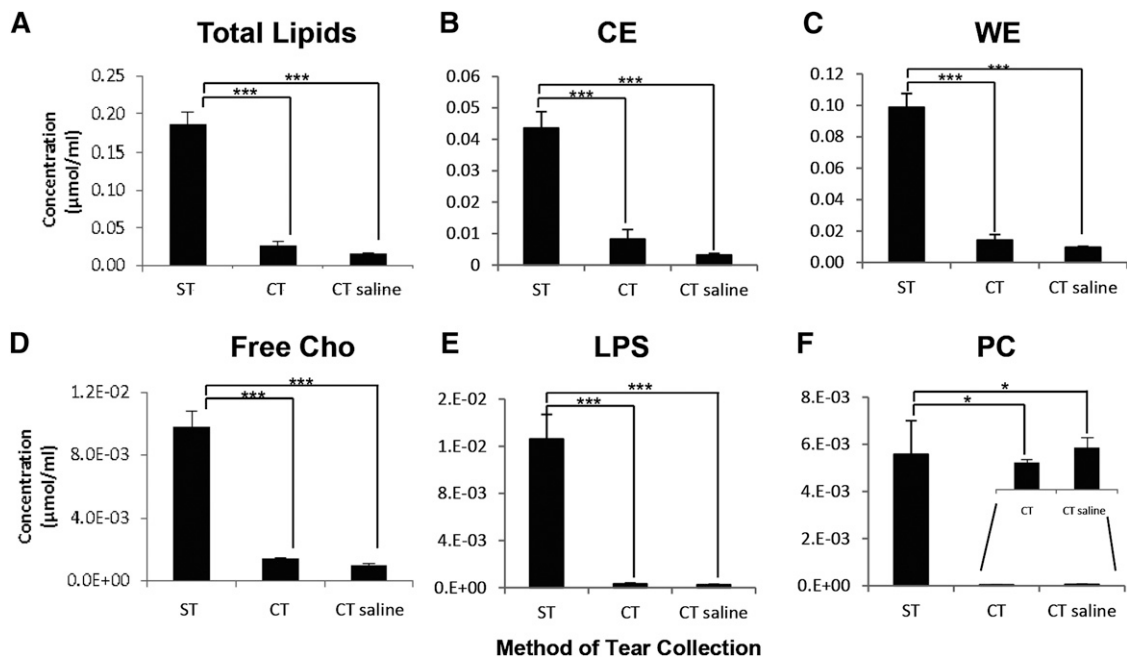 A Total Lipids
Concentration
(µmol/ml)
0.25
0.20
0.15
0.10
0.05
0.00
***
***
ST CT CT saline
B CE
0.06
0.05
0.04
0.03
0.02
0.01
0
***
***
ST CT CT saline
C WE
0.12
0.10
0.08
0.06
0.04
0.02
0.00
***
***
ST CT CT saline
D Free Cho
Concentration
(µmol/ml)
1.2E-02
8.0E-03
4.0E-03
0.0E+00
***
***
ST CT CT saline
E LPS
2.E-02
1.E-02
1.E-02
4.E-03
0.E+00
***
***
ST CT CT saline
F PC
8.E-03
6.E-03
4.E-03
2.E-03
0.E+00
*
*
CT CT saline
ST CT CT saline
Method of Tear Collection